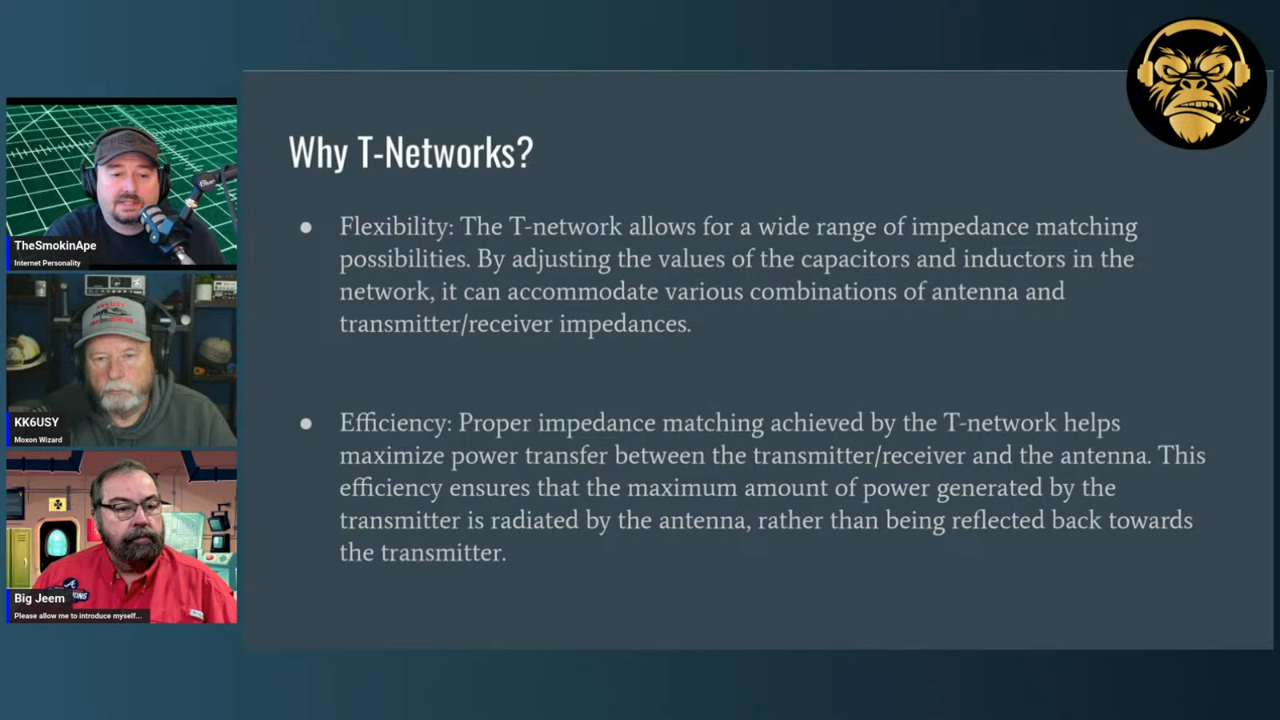 Why T-Networks?
Flexibility: The T-network allows for a wide range of impedance matching
possibilities. By adjusting the values of the capacitors and inductors in the
network, it can accommodate various combinations of antenna and
transmitter/receiver impedances.
Efficiency: Proper impedance matching achieved by the T-network helps
maximize power transfer between the transmitter/receiver and the antenna. This
efficiency ensures that the maximum amount of power generated by the
transmitter is radiated by the antenna, rather than being reflected back towards
the transmitter.
TheSmokinApe
Internet Personality
KK6USY
Moxon Wizard
Big Jeem
Please allow me to introduce myself...